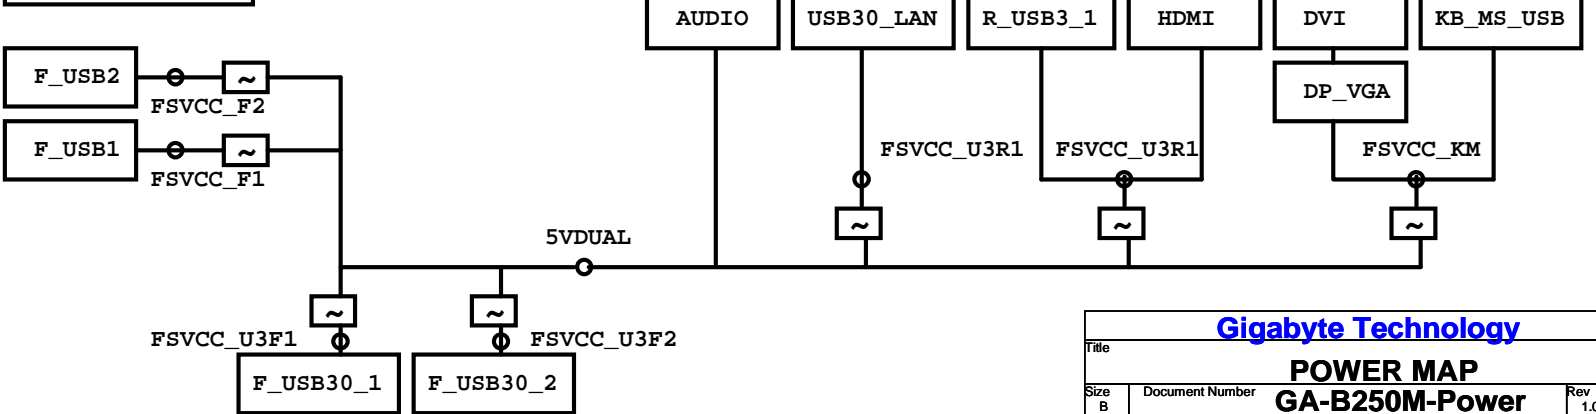 AUDIO USB30_LAN R_USB3_1 HDMI DVI KB_MS_USB
F_USB2 ~
DP_VGA
FSVCC_F2
F_USB1 ~ FSVCC_U3R1 FSVCC_U3R1 FSVCC_KM
FSVCC_F1
~ ~ ~
5VDUAL
~ ~
FSVCC_U3F1 FSVCC_U3F2
F_USB30_1 F_USB30_2
Gigabyte Technology
Title
POWER MAP
Size Document Number Rev
B GA-B250M-Power